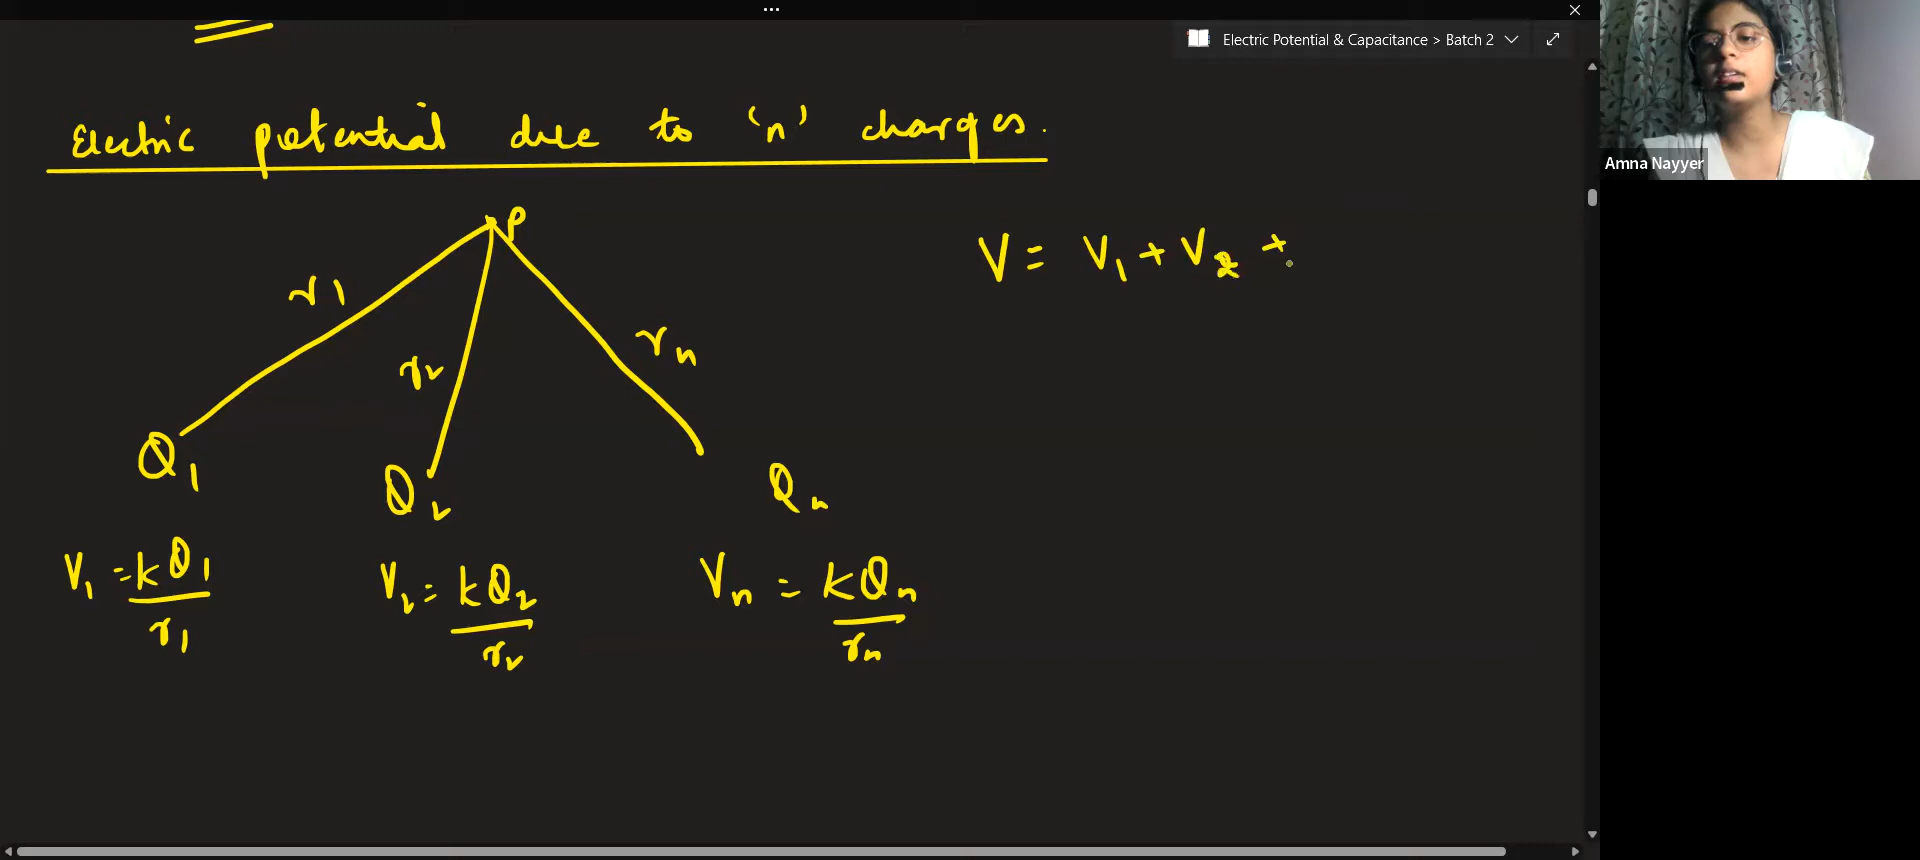 ...
Electric Potential & Capacitance > Batch 2
Amna Nayyer
Electric potential due to 'n' charges.
P
V = V₁ + V₂ +
r1
r₂
rₙ
Q₁
Q₂
Qₙ
V₁ = kQ₁/r₁
V₂ = kQ₂/r₂
Vₙ = kQₙ/rₙ